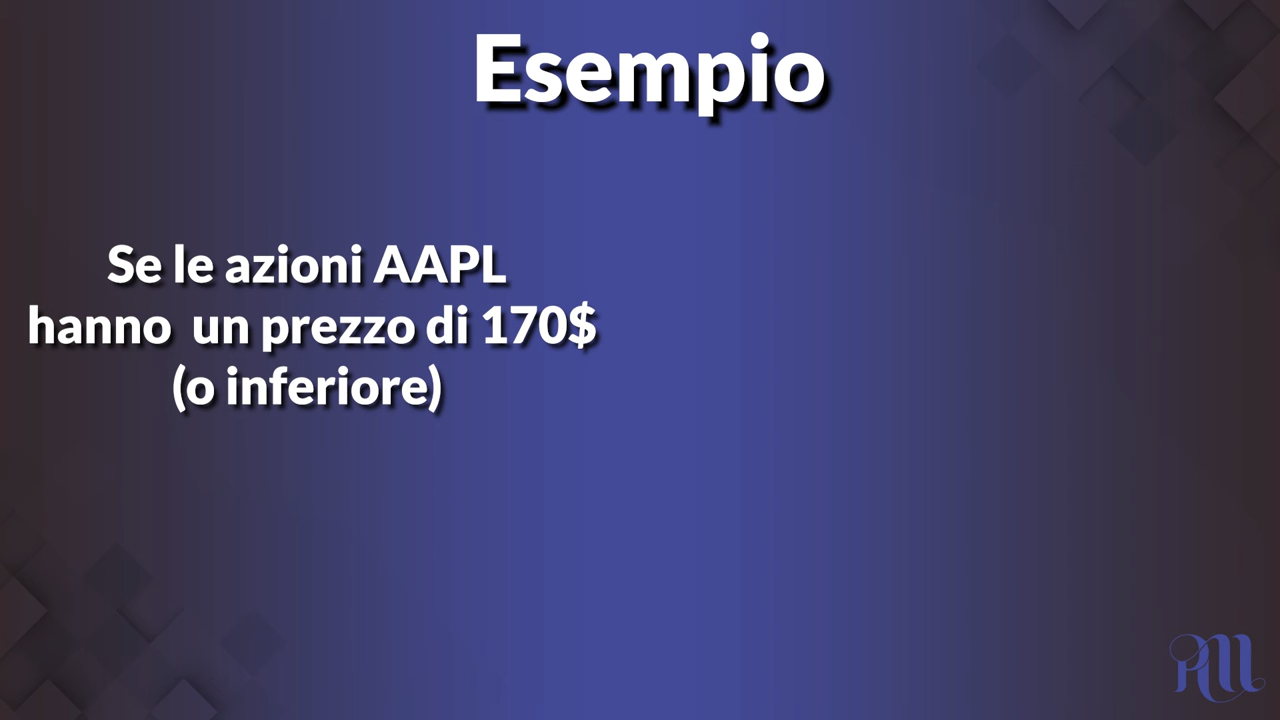 Esempio
Se le azioni AAPL
hanno  un prezzo di 170$
(o inferiore)